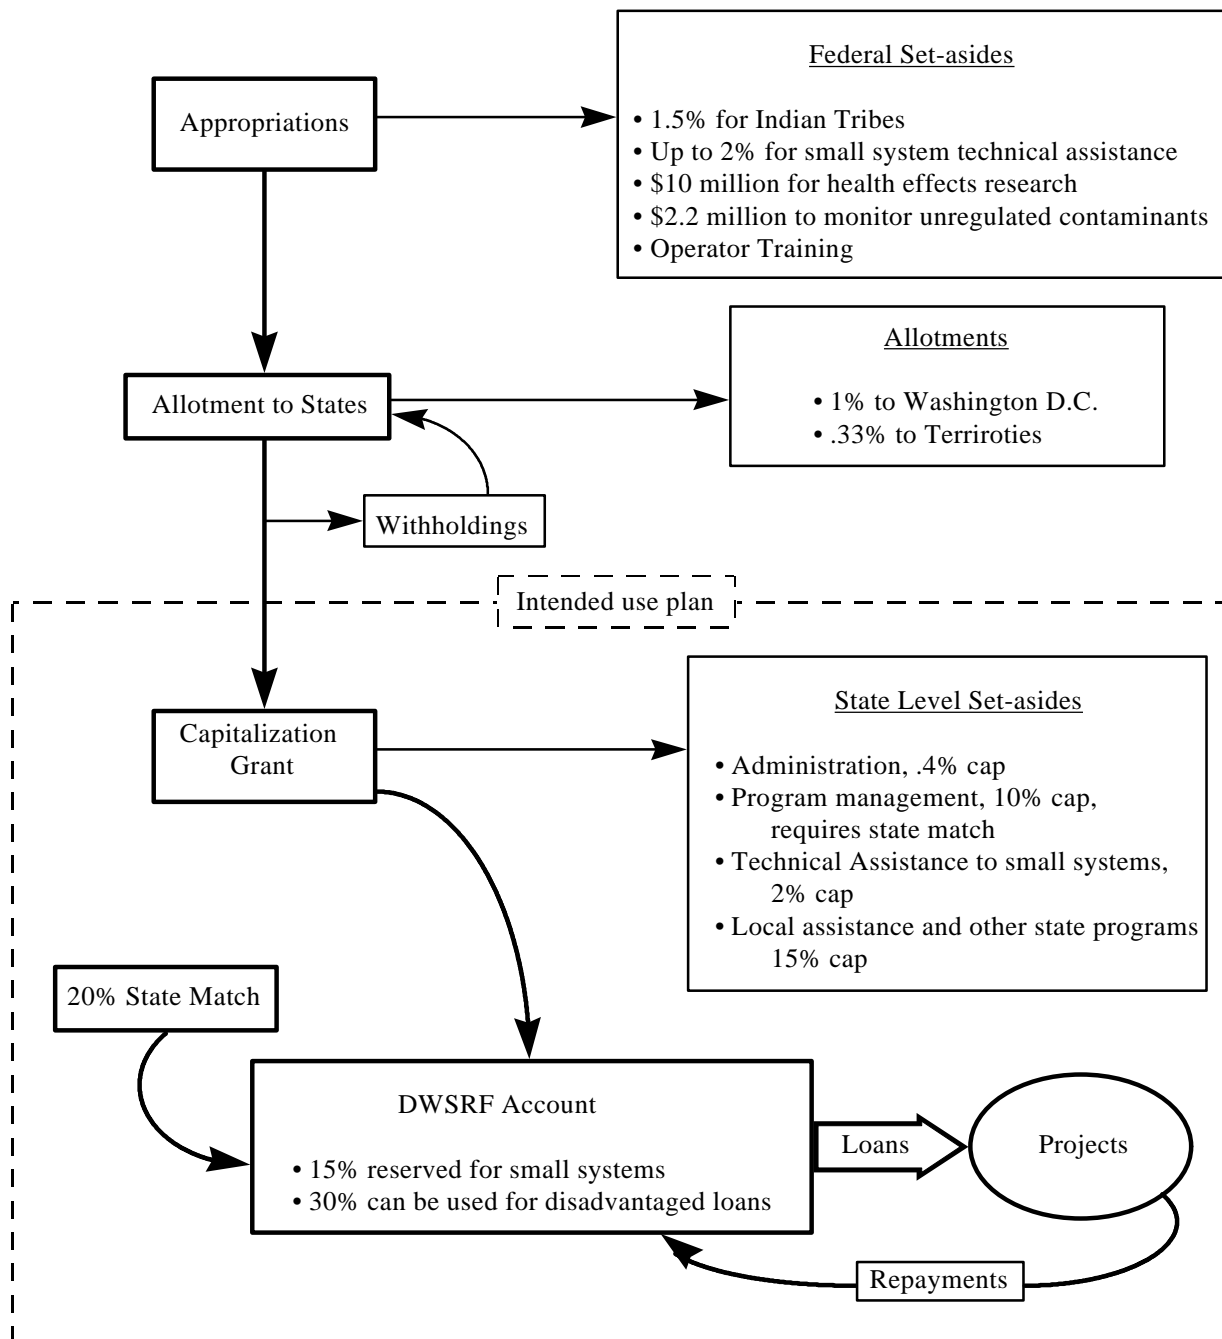 Appropriations
Federal Set-asides
• 1.5% for Indian Tribes
• Up to 2% for small system technical assistance
• $10 million for health effects research
• $2.2 million to monitor unregulated contaminants
• Operator Training
Allotment to States
Allotments
• 1% to Washington D.C.
• .33% to Terriroties
Withholdings
Intended use plan
Capitalization
Grant
State Level Set-asides
• Administration, .4% cap
• Program management, 10% cap,
requires state match
• Technical Assistance to small systems,
2% cap
• Local assistance and other state programs
15% cap
20% State Match
DWSRF Account
• 15% reserved for small systems
• 30% can be used for disadvantaged loans
Loans
Projects
Repayments